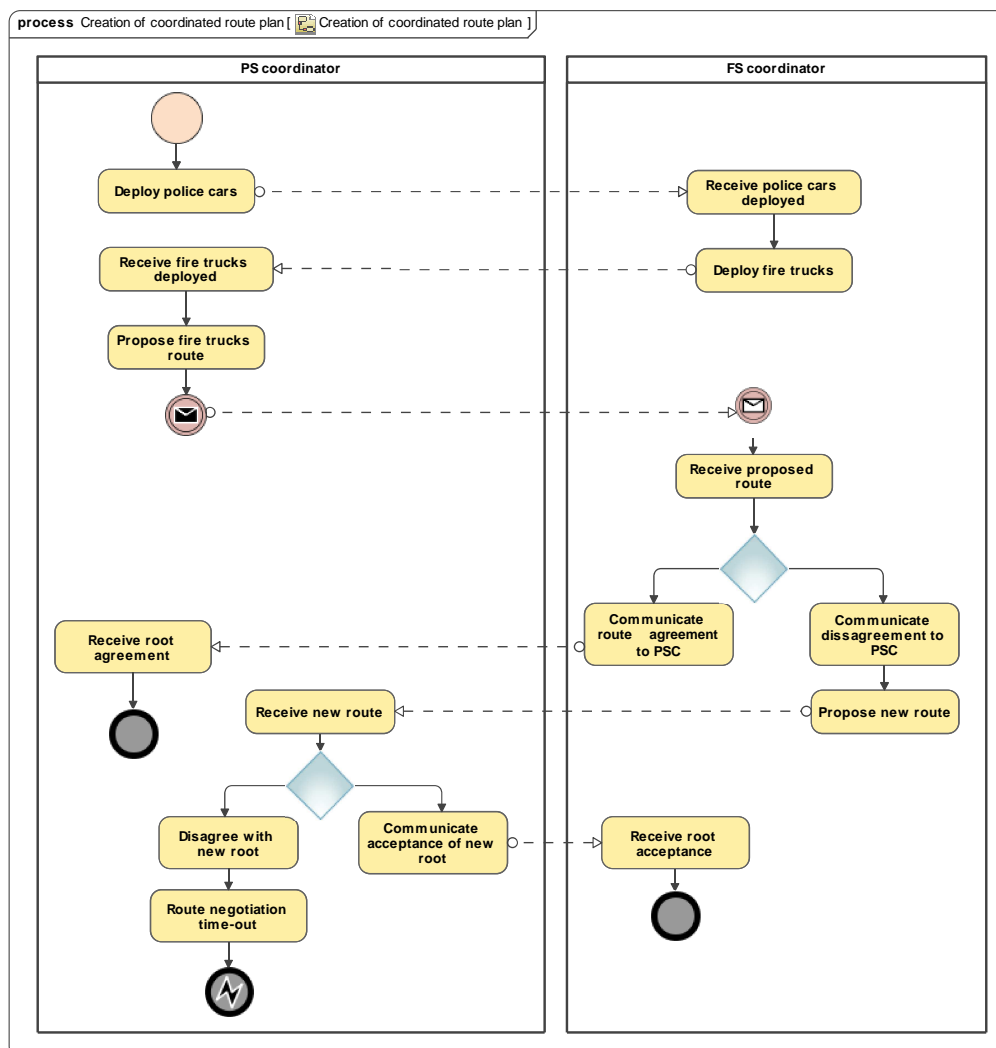 process Creation of coordinated route plan [ Creation of coordinated route plan ]
PS coordinator
FS coordinator
Deploy police cars
Receive police cars
deployed
Receive fire trucks
deployed
Deploy fire trucks
Propose fire trucks
route
Receive proposed
route
Communicate
route agreement
to PSC
Communicate
dissagreement to
PSC
Receive root
agreement
Receive new route
Propose new route
Disagree with
new root
Communicate
acceptance of new
root
Receive root
acceptance
Route negotiation
time-out